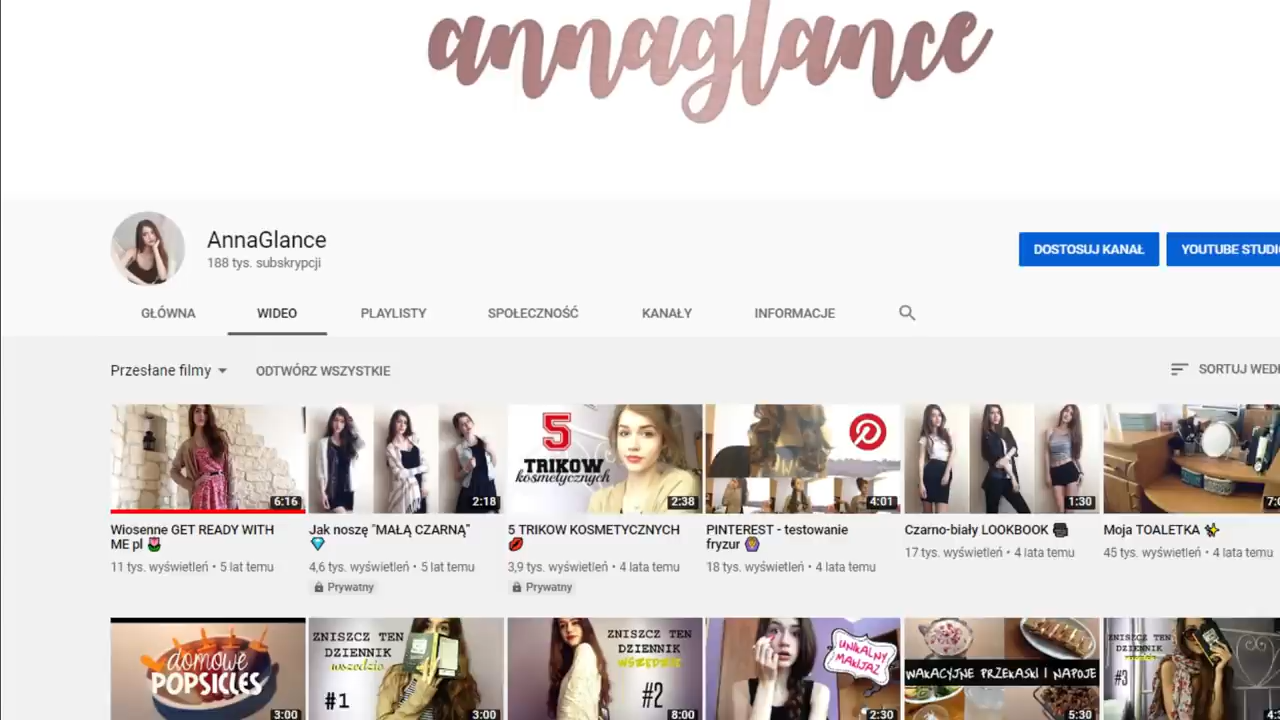 annaglance
AnnaGlance
188 tys. subskrypcji
DOSTOSUJ KANAŁ
YOUTUBE STUDIO
GŁÓWNA
WIDEO
PLAYLISTY
SPOŁECZNOŚĆ
KANAŁY
INFORMACJE
Przesłane filmy
ODTWÓRZ WSZYSTKIE
SORTUJ WEDŁ
6:16
2:18
5
TRIKÓW
kosmetycznych
2:38
4:01
1:30
Wiosenne GET READY WITH
ME pl
11 tys. wyświetleń • 5 lat temu
Jak noszę "MAŁĄ CZARNĄ"
4,6 tys. wyświetleń • 5 lat temu
Prywatny
5 TRIKOW KOSMETYCZNYCH
3,9 tys. wyświetleń • 4 lata temu
Prywatny
PINTEREST - testowanie
fryzur
18 tys. wyświetleń • 4 lata temu
Czarno-biały LOOKBOOK
17 tys. wyświetleń • 4 lata temu
Moja TOALETKA
45 tys. wyświetleń • 4 lata temu
domowe
POPSICLES
3:00
ZNISZCZ TEN
DZIENNIK
wszędzie
#1
3:00
ZNISZCZ TEN
DZIENNIK
WSZĘDZIE
#2
8:00
UNIKALNY
MAKIJAŻ
2:30
WAKACYJNE PRZEKĄSKI I NAPOJE
5:30
ZNISZCZ TEN
DZIENNIK
#3